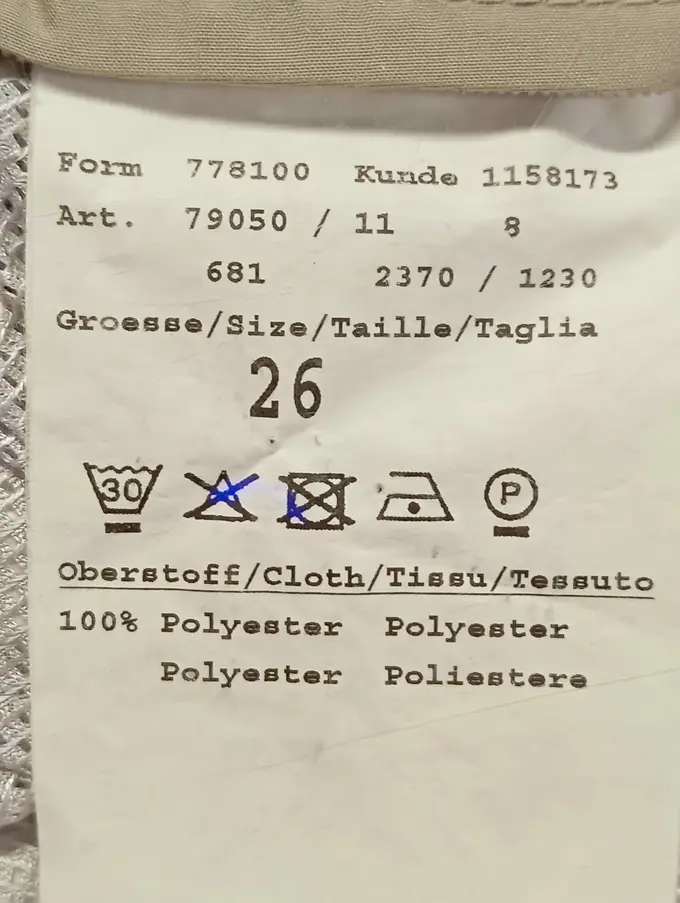 Form 778100 Kunde 1158173
Art. 79050 / 11 8
681 2370 / 1230
Groesse/Size/Taille/Taglia
26
30 P
Oberstoff/Cloth/Tissu/Tessuto
100% Polyester Polyester
Polyester Poliestere